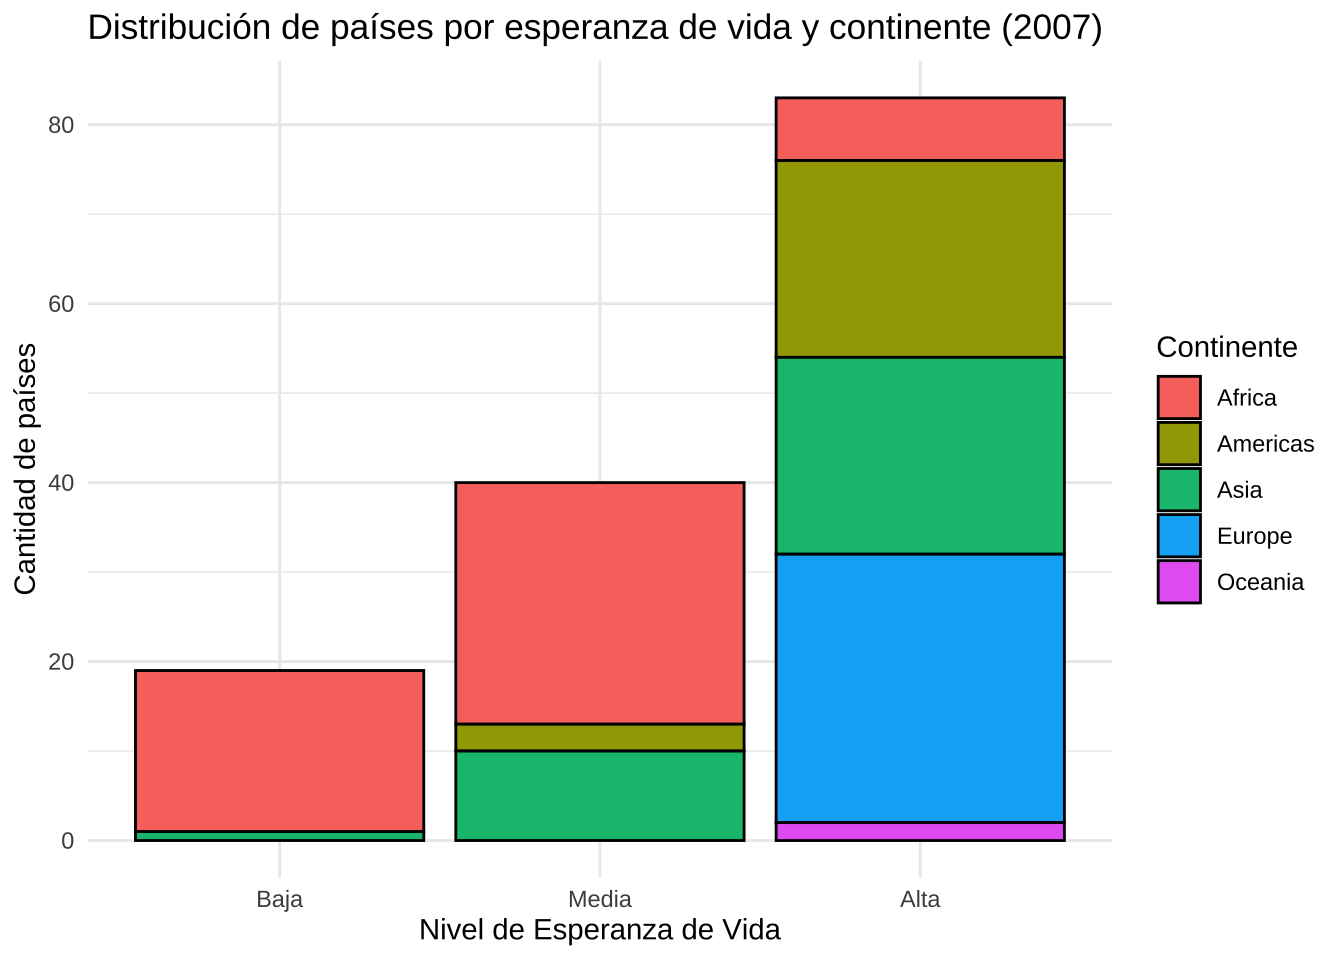 Distribución de países por esperanza de vida y continente (2007)
Cantidad de países
80
60
40
20
0
Baja Media Alta
Nivel de Esperanza de Vida
Continente
Africa
Americas
Asia
Europe
Oceania